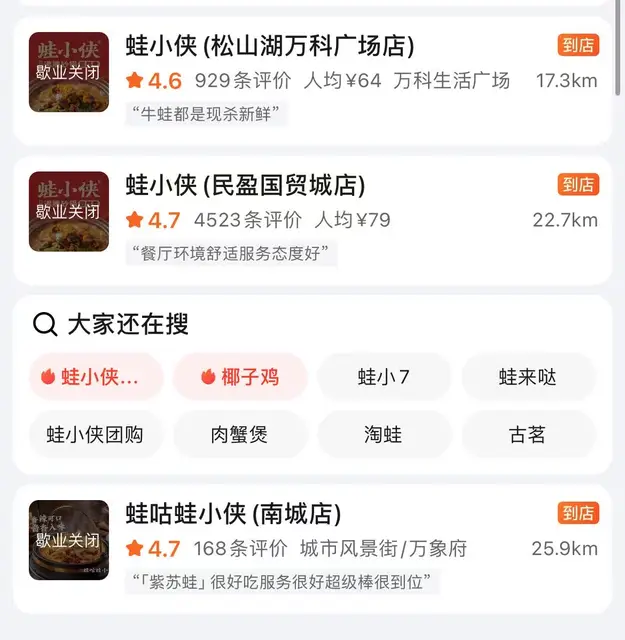 蛙小侠
歇业关闭
蛙小侠 (松山湖万科广场店)
到店
4.6 929条评价 人均¥64 万科生活广场 17.3km
“牛蛙都是现杀新鲜”
蛙小侠
歇业关闭
蛙小侠 (民盈国贸城店)
到店
4.7 4523条评价 人均¥79 22.7km
“餐厅环境舒适服务态度好”
大家还在搜
蛙小侠... 椰子鸡 蛙小7 蛙来哒
蛙小侠团购 肉蟹煲 淘蛙 古茗
歇业关闭
蛙咕蛙小侠 (南城店)
到店
4.7 168条评价 城市风景街/万象府 25.9km
“「紫苏蛙」很好吃服务很好超级棒很到位”